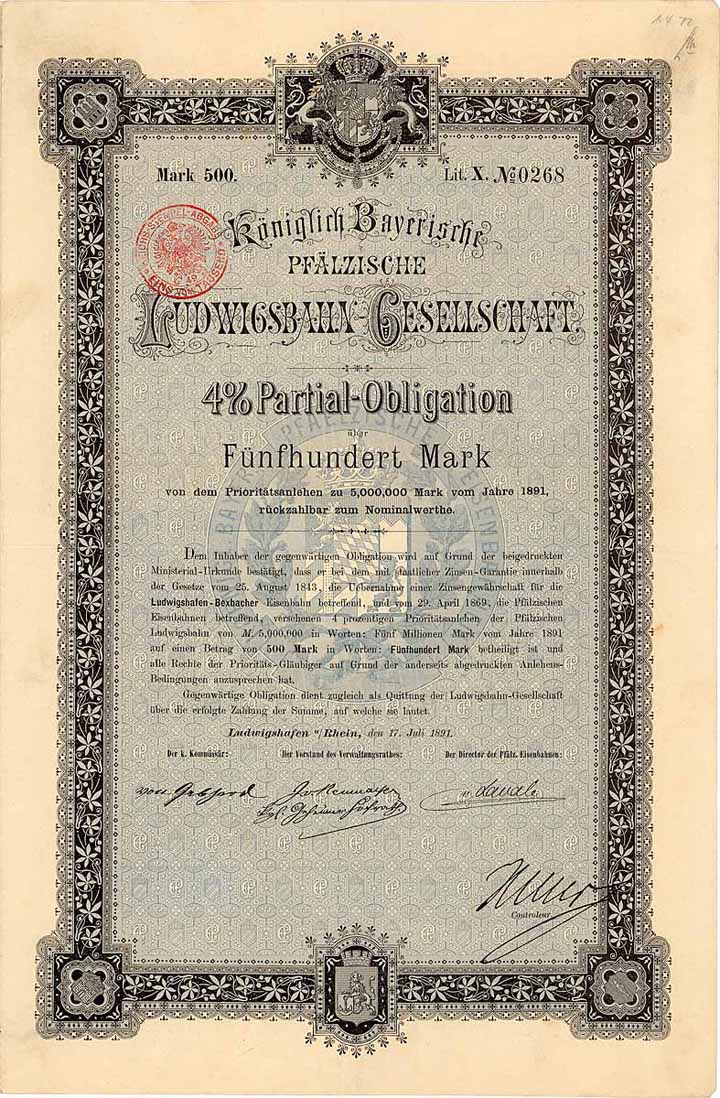 1.4.
Mark 500.
Lit. X. № 0268
Königlich Bayerische
PFÄLZISCHE
LUDWIGSBAHN-GESELLSCHAFT.
4% Partial-Obligation
über
Fünfhundert Mark
von dem Prioritätsanlehen zu 5,000,000 Mark vom Jahre 1891,
rückzahlbar zum Nominalwerthe.
Dem Inhaber der gegenwärtigen Obligation wird auf Grund der beigedruckten
Ministerial-Urkunde bestätigt, dass er bei dem mit staatlicher Zinsen-Garantie innerhalb
der Gesetze vom 25. August 1843, die Uebernahme einer Zinsengewährschaft für die
Ludwigshafen-Bexbacher Eisenbahn betreffend, und vom 29. April 1869, die Pfälzischen
Eisenbahnen betreffend, versehenen 4 prozentigen Prioritätsanlehen der Pfälzischen
Ludwigsbahn von M. 5,000,000 in Worten: Fünf Millionen Mark vom Jahre 1891
auf einen Betrag von 500 Mark in Worten: Fünfhundert Mark betheiligt ist und
alle Rechte der Prioritäts-Gläubiger auf Grund der anderseits abgedruckten Anlehens-
Bedingungen anzusprechen hat.
Gegenwärtige Obligation dient zugleich als Quittung der Ludwigsbahn-Gesellschaft
über die erfolgte Zahlung der Summe, auf welche sie lautet.
Ludwigshafen a/Rhein, den 17. Juli 1891.
Der k. Kommissär:
Der Vorstand des Verwaltungsrathes:
Der Director der Pfälz. Eisenbahnen:
von Gebhard
v. Lavale
Controleur